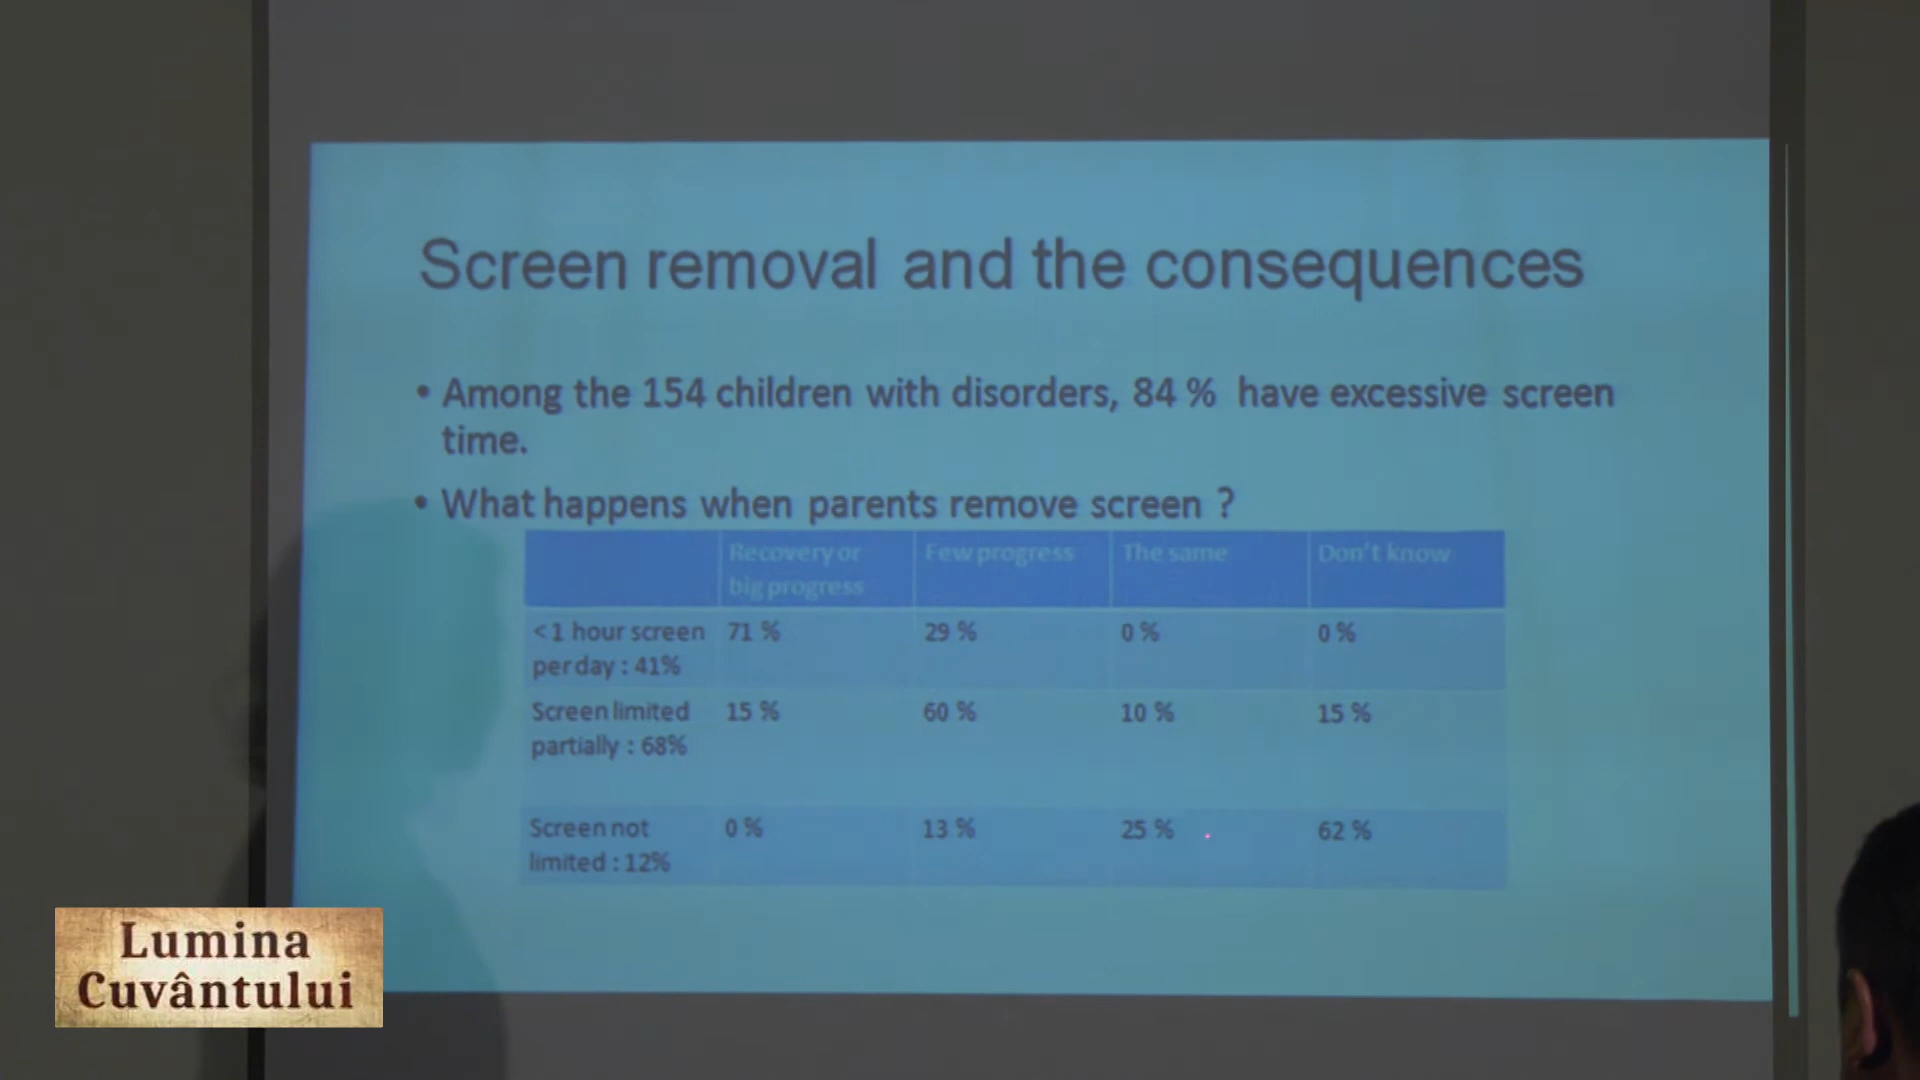 Screen removal and the consequences
• Among the 154 children with disorders, 84 % have excessive screen
time.
• What happens when parents remove screen ?
Recovery or big progress Few progress The same Don't know
< 1 hour screen per day : 41% 71 % 29 % 0 % 0 %
Screen limited partially : 68% 15 % 60 % 10 % 15 %
Screen not limited : 12% 0 % 13 % 25 % 62 %
Lumina
Cuvântului